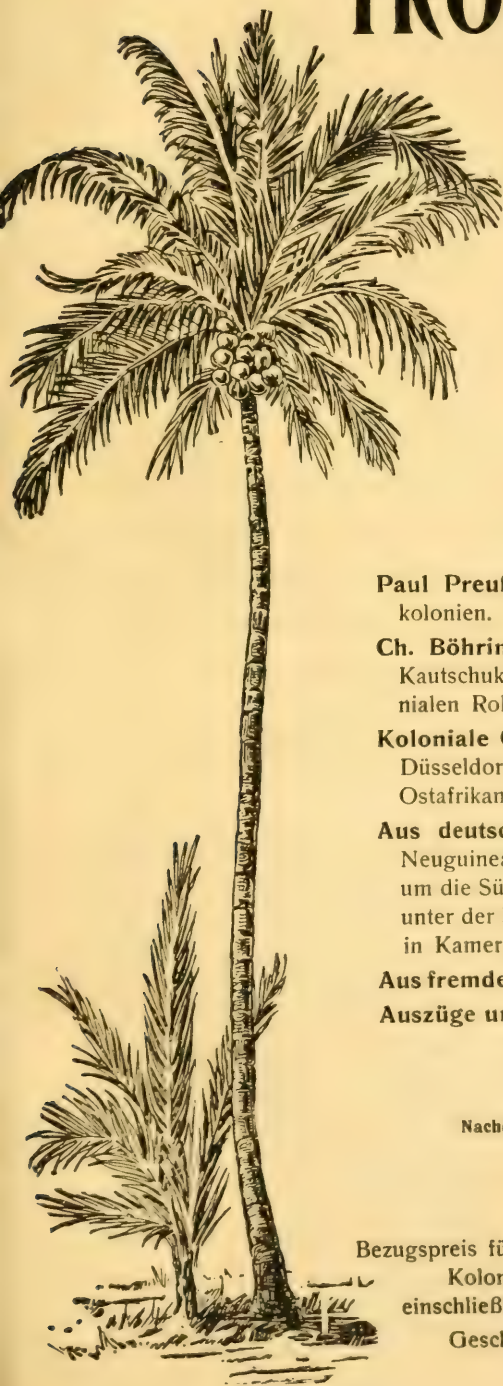 TRO
Paul Preuß
kolonien.
Ch. Böhrin
Kautschuk
nialen Roh
Koloniale G
Düsseldor
Ostafrikan
Aus deutsc
Neuguinea
um die Sü
unter der
in Kamer
Aus fremde
Auszüge un
Nach
Bezugspreis fü
Kolon
einschließ
Gesch